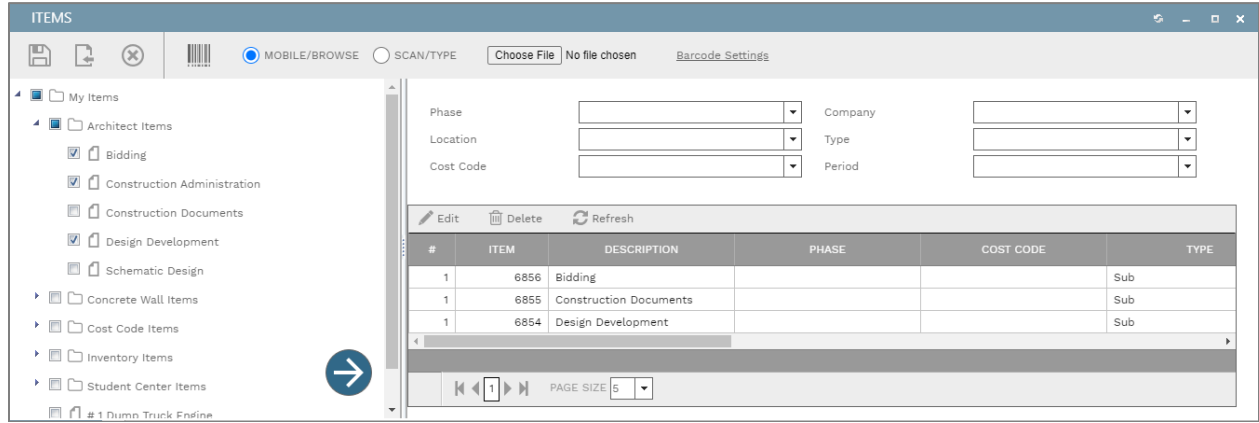 ITEMS
MOBILE/BROWSE SCAN/TYPE Choose File No file chosen Barcode Settings
My Items
Architect Items
Bidding
Construction Administration
Construction Documents
Design Development
Schematic Design
Concrete Wall Items
Cost Code Items
Inventory Items
Student Center Items
# 1 Dump Truck Engine
Phase Company
Location Type
Cost Code Period
Edit Delete Refresh
# ITEM DESCRIPTION PHASE COST CODE TYPE
1 6856 Bidding Sub
1 6855 Construction Documents Sub
1 6854 Design Development Sub
1 PAGE SIZE 5